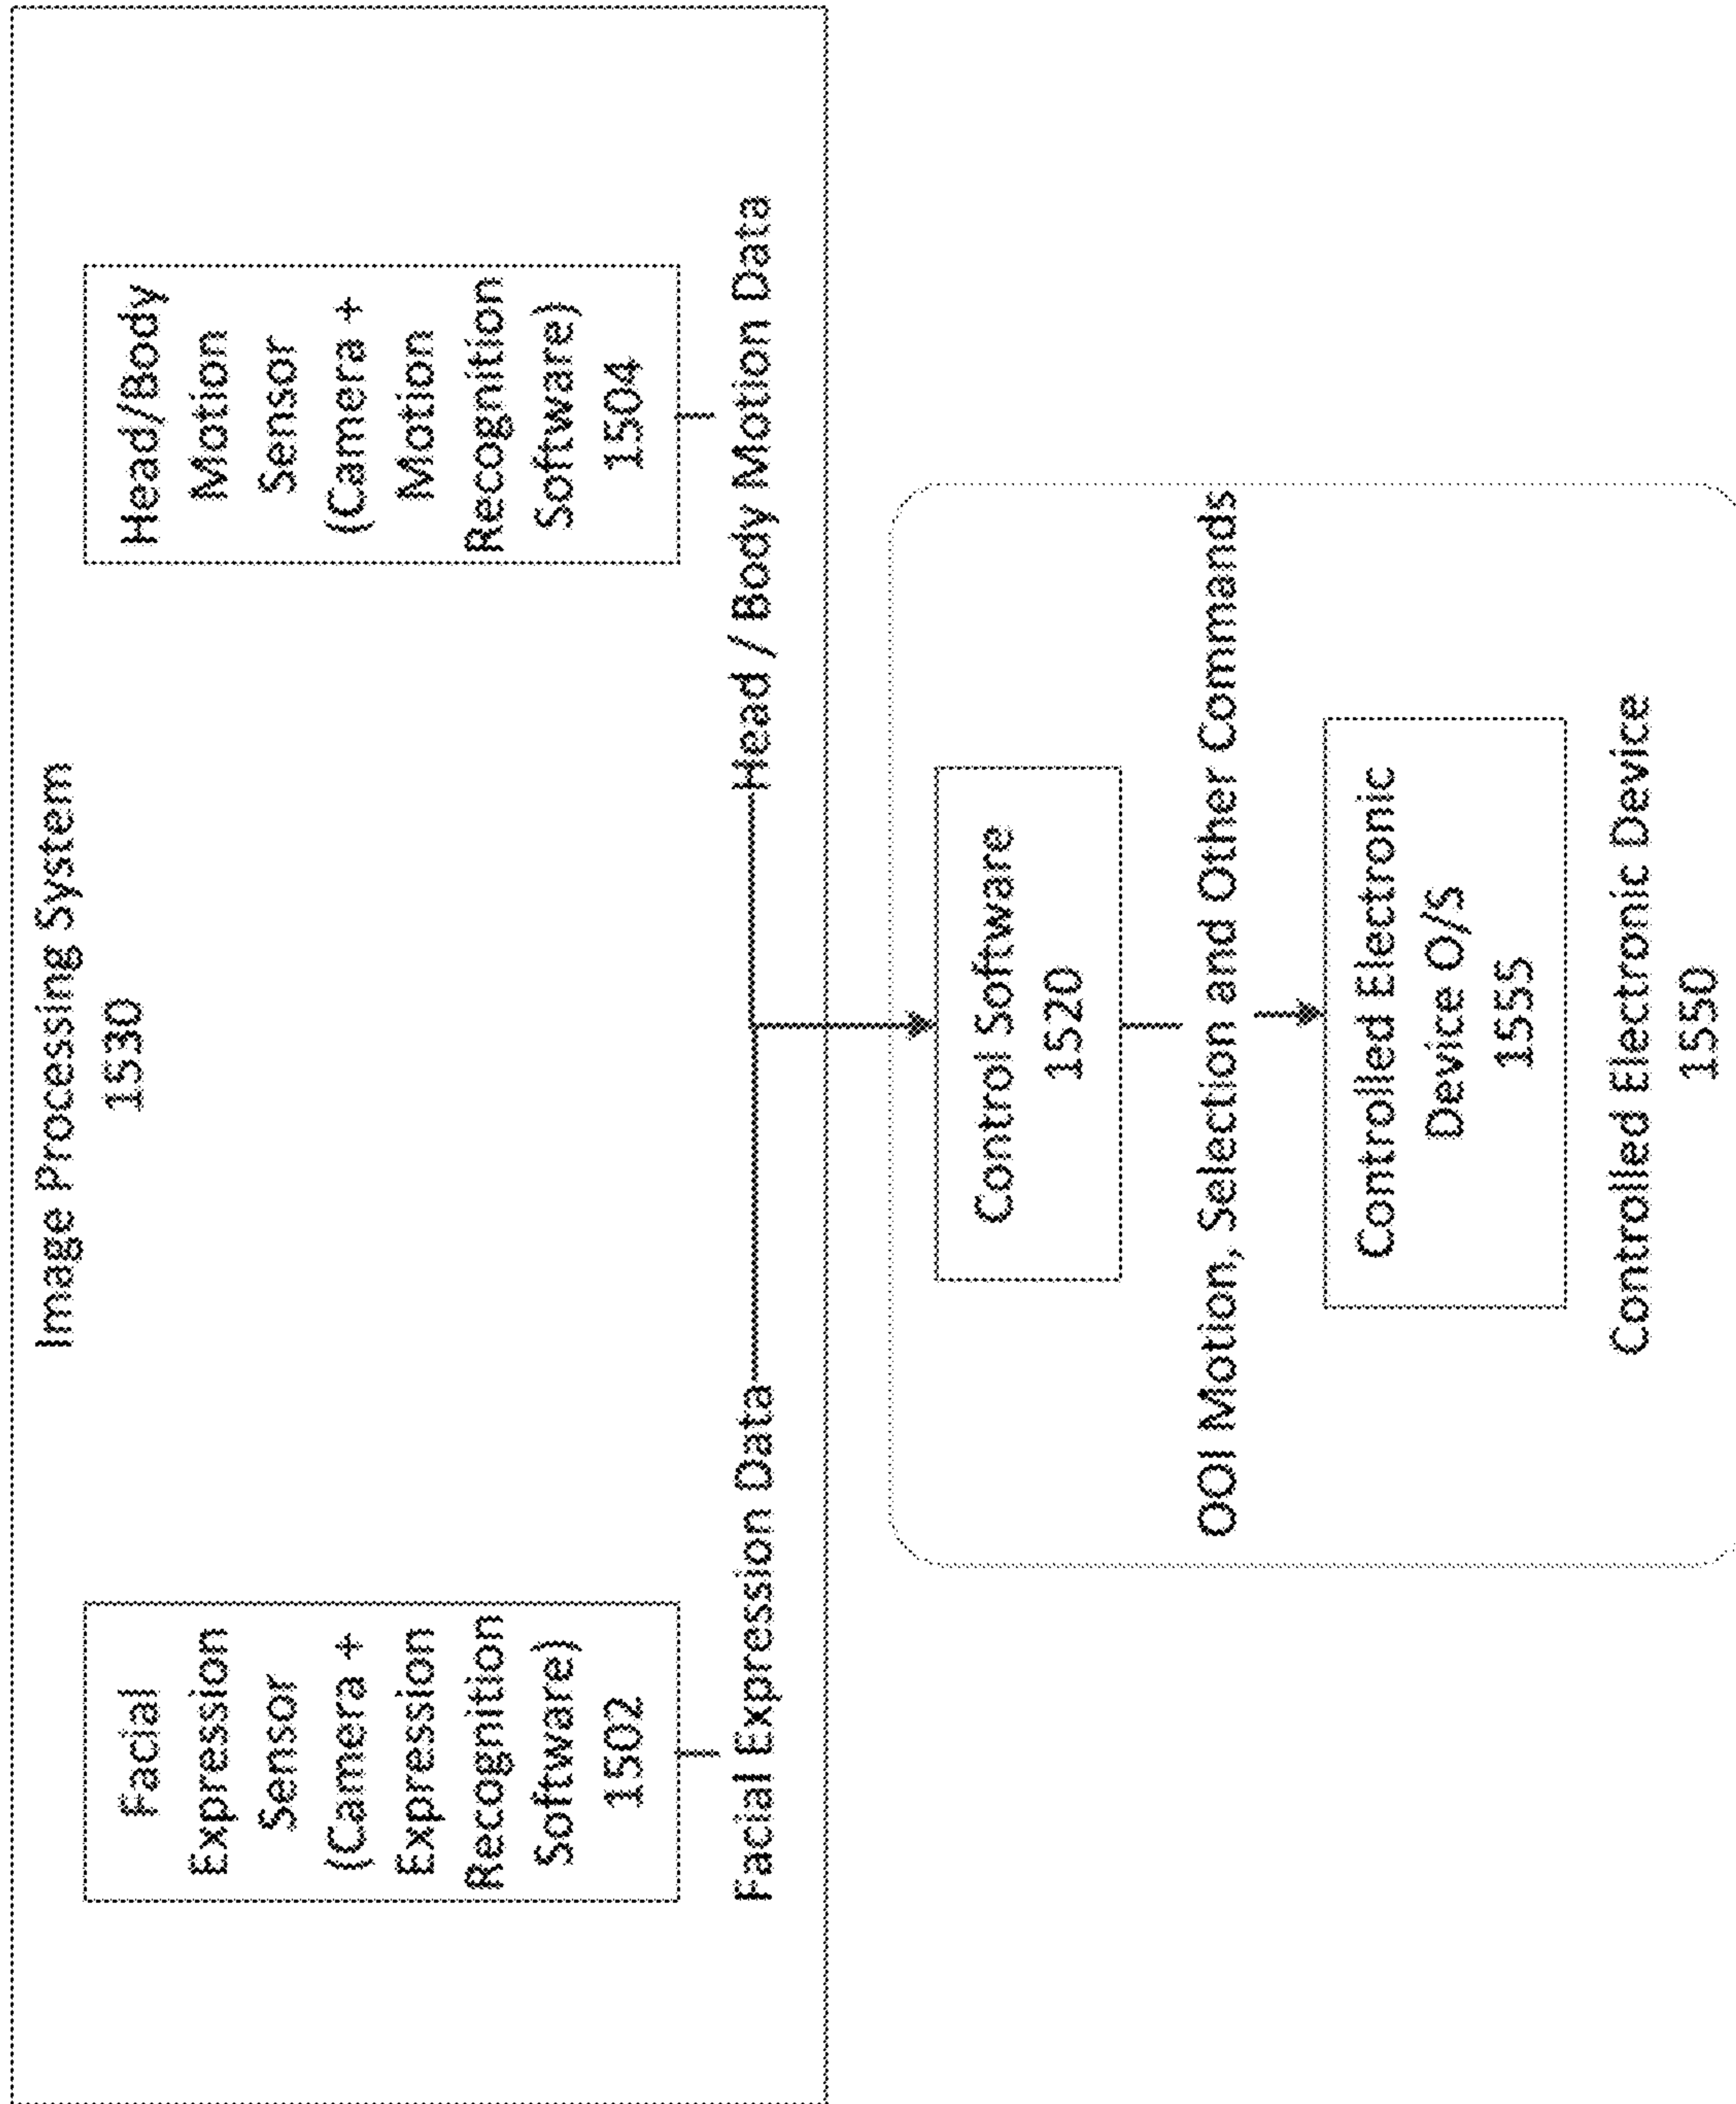 Image Processing System
1530
Facial
Expression
Sensor
(Camera +
Expression
Recognition
Software)
1502
Head/Body
Motion
Sensor
(Camera +
Motion
Recognition
Software)
1504
Facial Expression Data
Head / Body Motion Data
Control Software
1520
OOI Motion, Selection and Other Commands
Controlled Electronic
Device O/S
1555
Controlled Electronic Device
1550